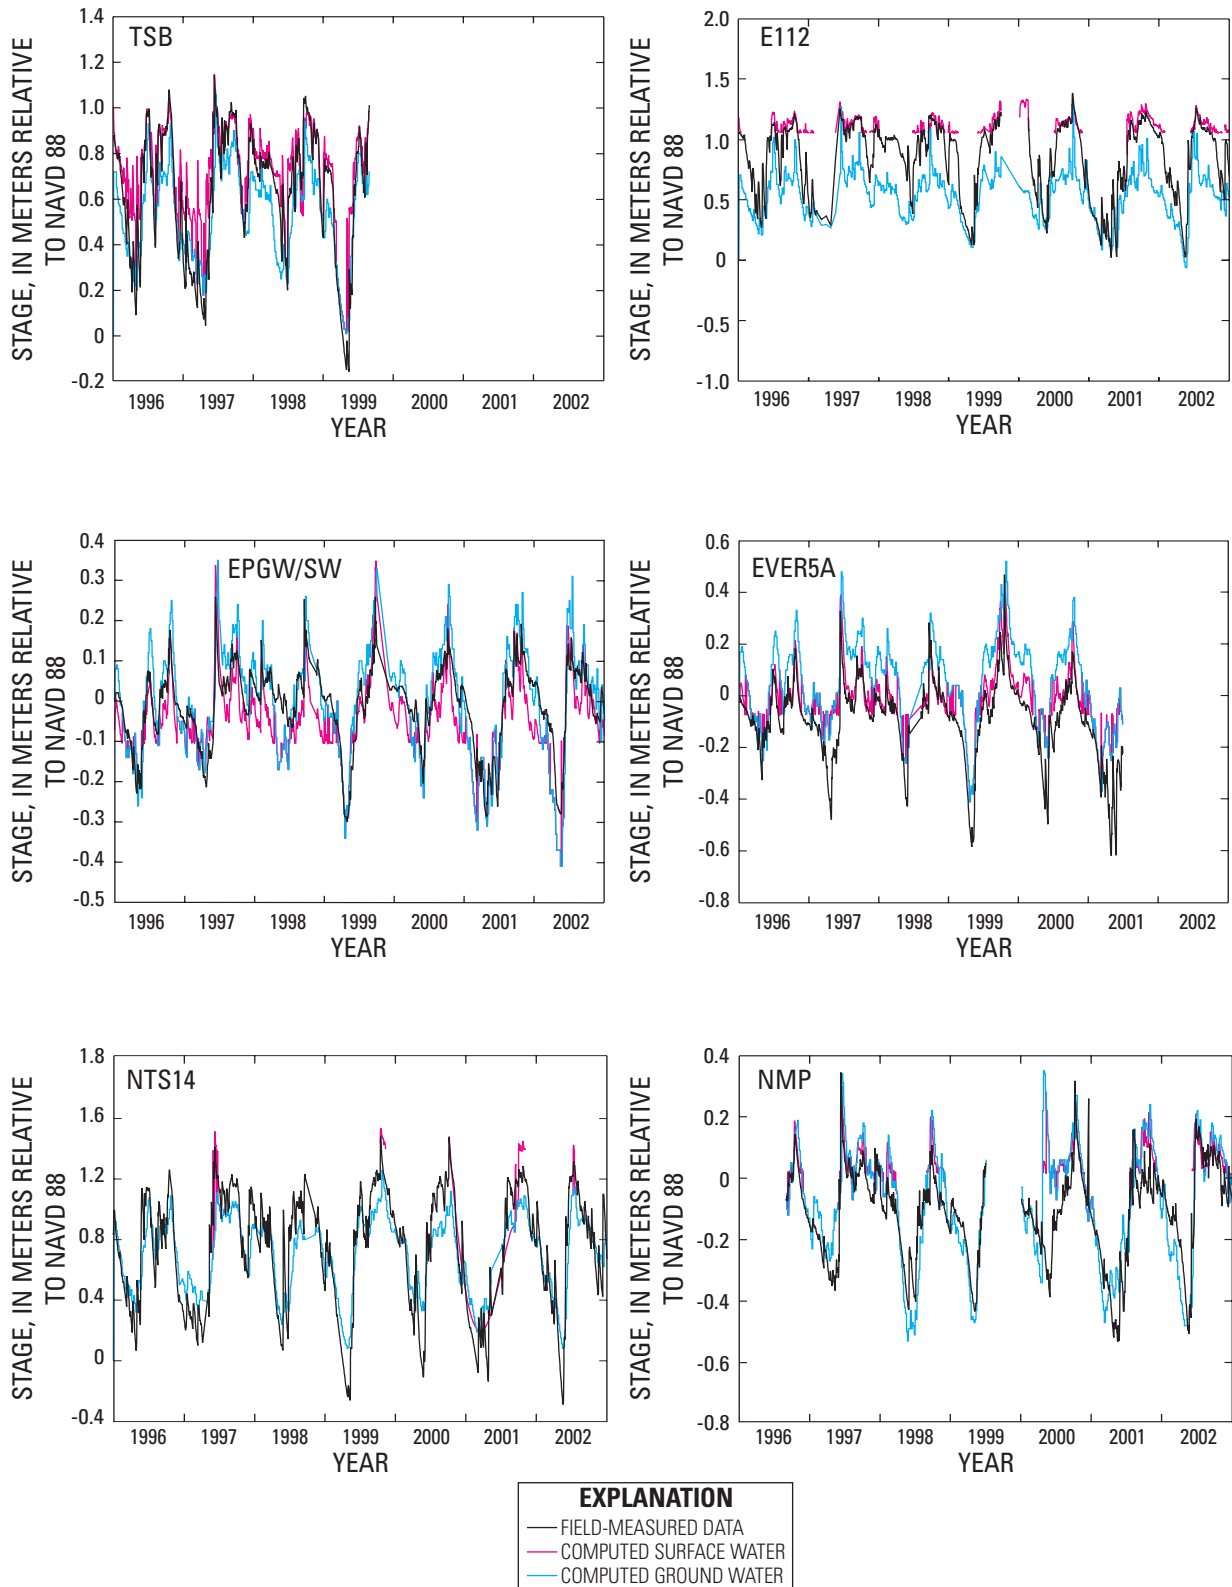 TSB
STAGE, IN METERS RELATIVE
TO NAVD 88
1.4
1.2
1.0
0.8
0.6
0.4
0.2
0
-0.2
1996 1997 1998 1999 2000 2001 2002
YEAR
E112
STAGE, IN METERS RELATIVE
TO NAVD 88
2.0
1.5
1.0
0.5
0
-0.5
-1.0
1996 1997 1998 1999 2000 2001 2002
YEAR
EPGW/SW
STAGE, IN METERS RELATIVE
TO NAVD 88
0.4
0.3
0.2
0.1
0
-0.1
-0.2
-0.3
-0.4
-0.5
1996 1997 1998 1999 2000 2001 2002
YEAR
EVER5A
STAGE, IN METERS RELATIVE
TO NAVD 88
0.6
0.4
0.2
0
-0.2
-0.4
-0.6
-0.8
1996 1997 1998 1999 2000 2001 2002
YEAR
NTS14
STAGE, IN METERS RELATIVE
TO NAVD 88
1.8
1.6
1.2
0.8
0.4
0
-0.4
1996 1997 1998 1999 2000 2001 2002
YEAR
NMP
STAGE, IN METERS RELATIVE
TO NAVD 88
0.4
0.2
0
-0.2
-0.4
-0.6
-0.8
1996 1997 1998 1999 2000 2001 2002
YEAR
EXPLANATION
FIELD-MEASURED DATA
COMPUTED SURFACE WATER
COMPUTED GROUND WATER